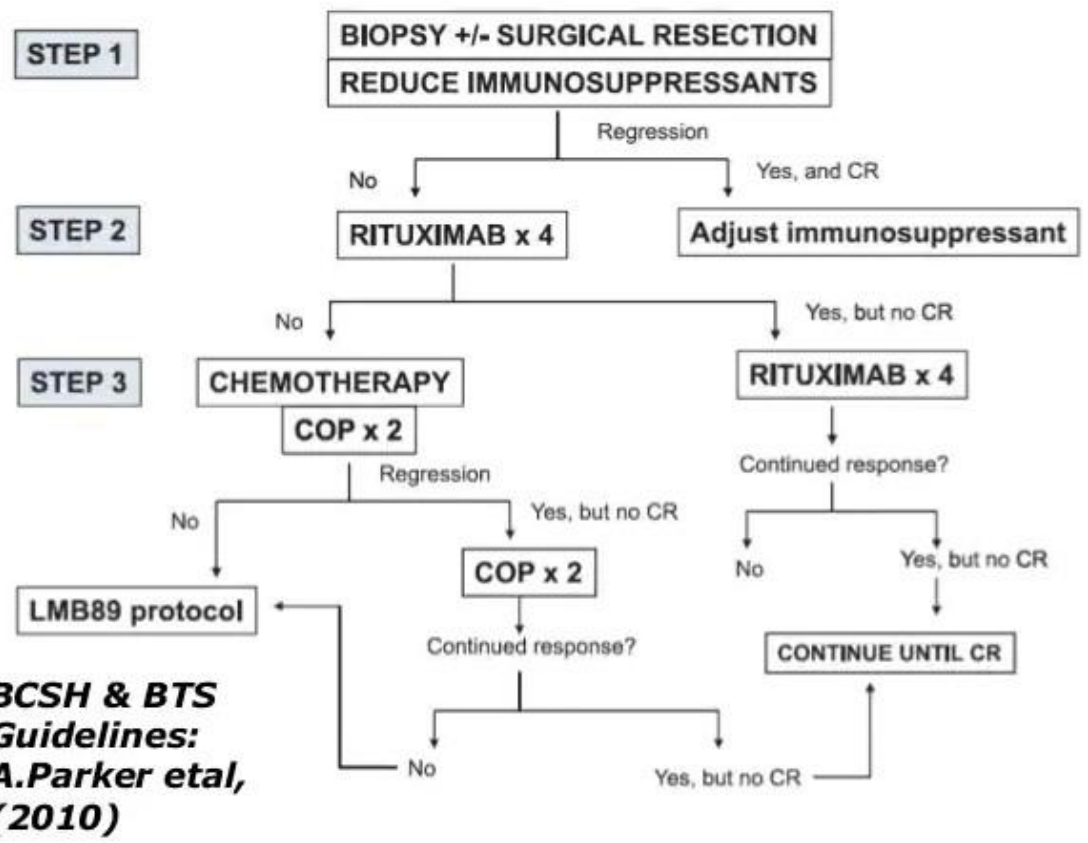 STEP 1
BIOPSY +/- SURGICAL RESECTION
REDUCE IMMUNOSUPPRESSANTS
Regression
No
Yes, and CR
STEP 2
RITUXIMAB x 4
Adjust immunosuppressant
No
Yes, but no CR
STEP 3
CHEMOTHERAPY
COP x 2
RITUXIMAB x 4
Regression
Continued response?
No
Yes, but no CR
No
Yes, but no CR
COP x 2
LMB89 protocol
Continued response?
CONTINUE UNTIL CR
No
Yes, but no CR
BCSH & BTS
Guidelines:
A.Parker etal,
(2010)